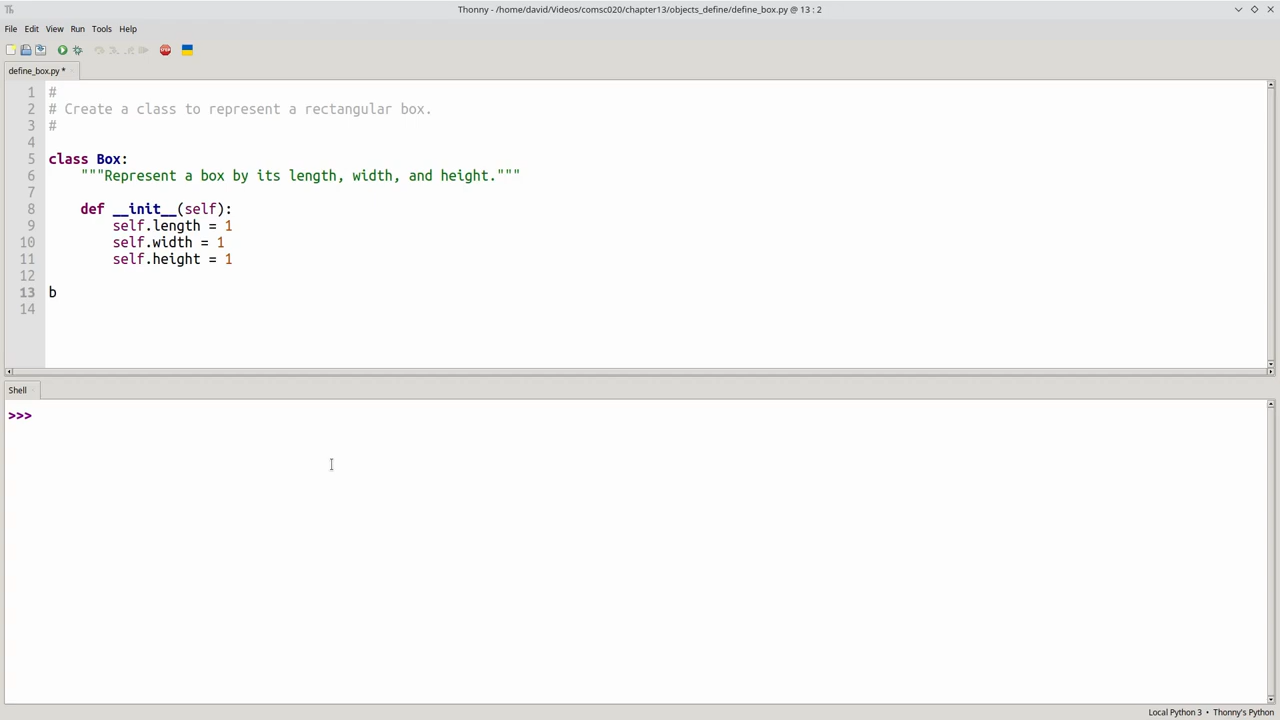 Thonny - /home/david/Videos/comsc020/chapter13/objects_define/define_box.py @ 13 : 2
File Edit View Run Tools Help
define_box.py *
1 #
2 # Create a class to represent a rectangular box.
3 #
4
5 class Box:
6     """Represent a box by its length, width, and height."""
7
8     def __init__(self):
9         self.length = 1
10         self.width = 1
11         self.height = 1
12
13 b
14
Shell
>>>
Local Python 3 • Thonny's Python